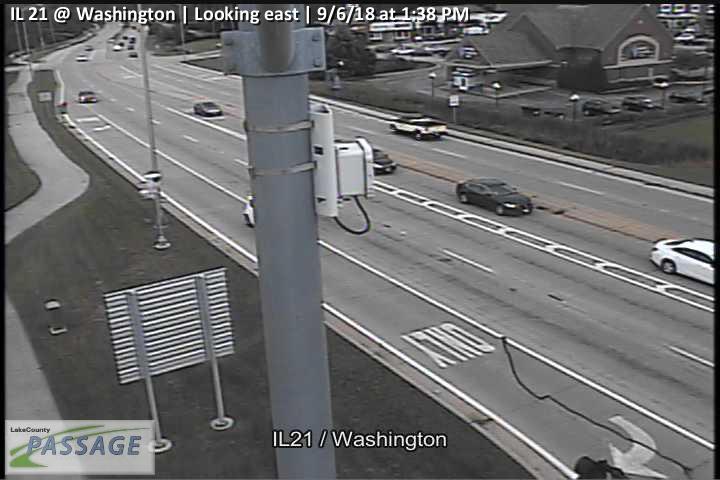 IL 21 @ Washington | Looking east | 9/6/18 at 1:38 PM
ONLY
LakeCounty
PASSAGE
IL21 / Washington